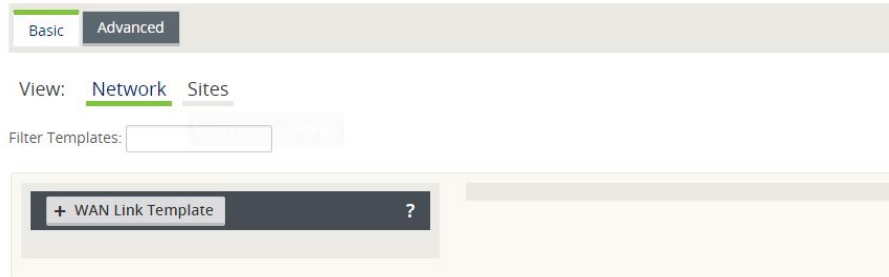 Basic Advanced
View: Network Sites
Filter Templates:
+ WAN Link Template ?